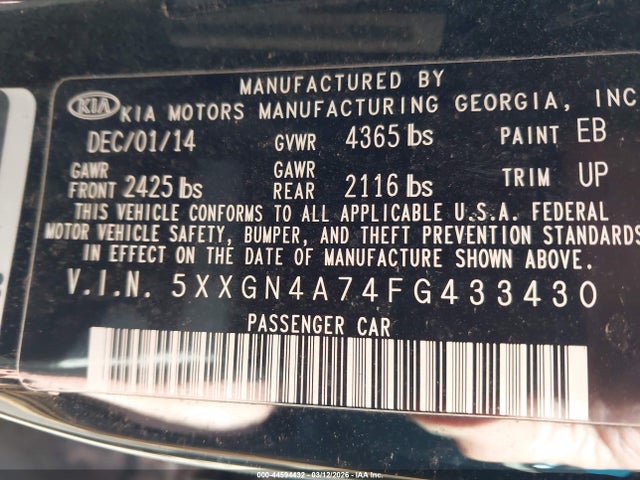 MANUFACTURED BY
KIA KIA MOTORS MANUFACTURING GEORGIA, INC
DEC/01/14 GVWR 4365 lbs PAINT EB
GAWR FRONT 2425 lbs GAWR REAR 2116 lbs TRIM UP
THIS VEHICLE CONFORMS TO ALL APPLICABLE U.S.A. FEDERAL
MOTOR VEHICLE SAFETY, BUMPER, AND THEFT PREVENTION STANDARDS
IN EFFECT ON THE DATE OF MANUFACTURE SHOWN ABOVE.
V.I.N. 5XXGN4A74FG433430
PASSENGER CAR
000-44534432 | 03/12/2026 | IAA Inc.